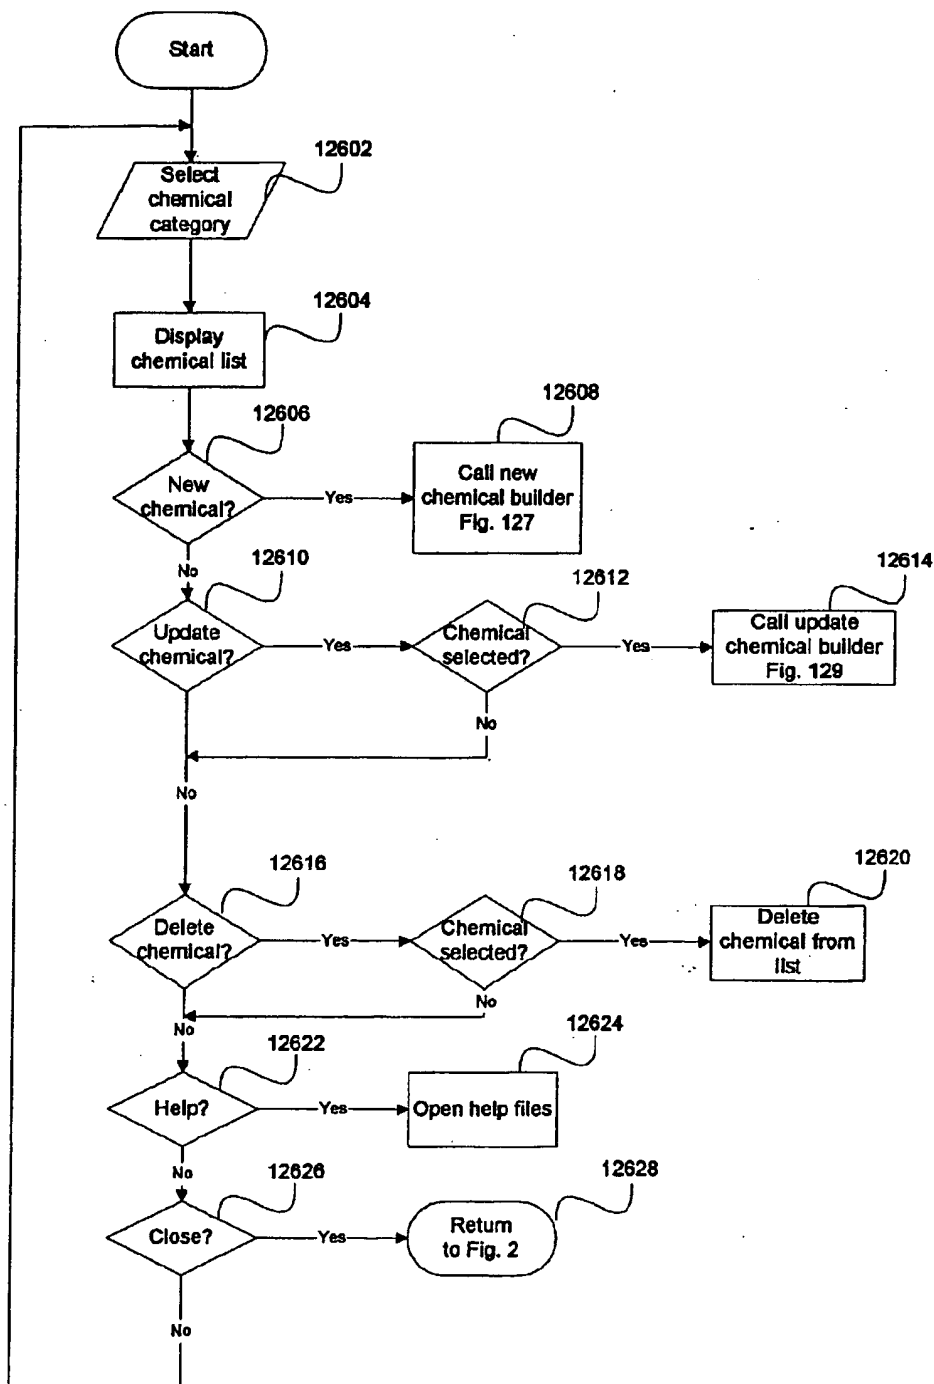 Start
12602
Select
chemical
category
12604
Display
chemical list
12606
12608
New
chemical?
Yes
Call new
chemical builder
Fig. 127
No
12610
12612
12614
Update
chemical?
Yes
Chemical
selected?
Yes
Call update
chemical builder
Fig. 129
No
No
12616
12618
12620
Delete
chemical?
Yes
Chemical
selected?
Yes
Delete
chemical from
list
No
No
12622
12624
Help?
Yes
Open help files
No
12626
12628
Close?
Yes
Return
to Fig. 2
No